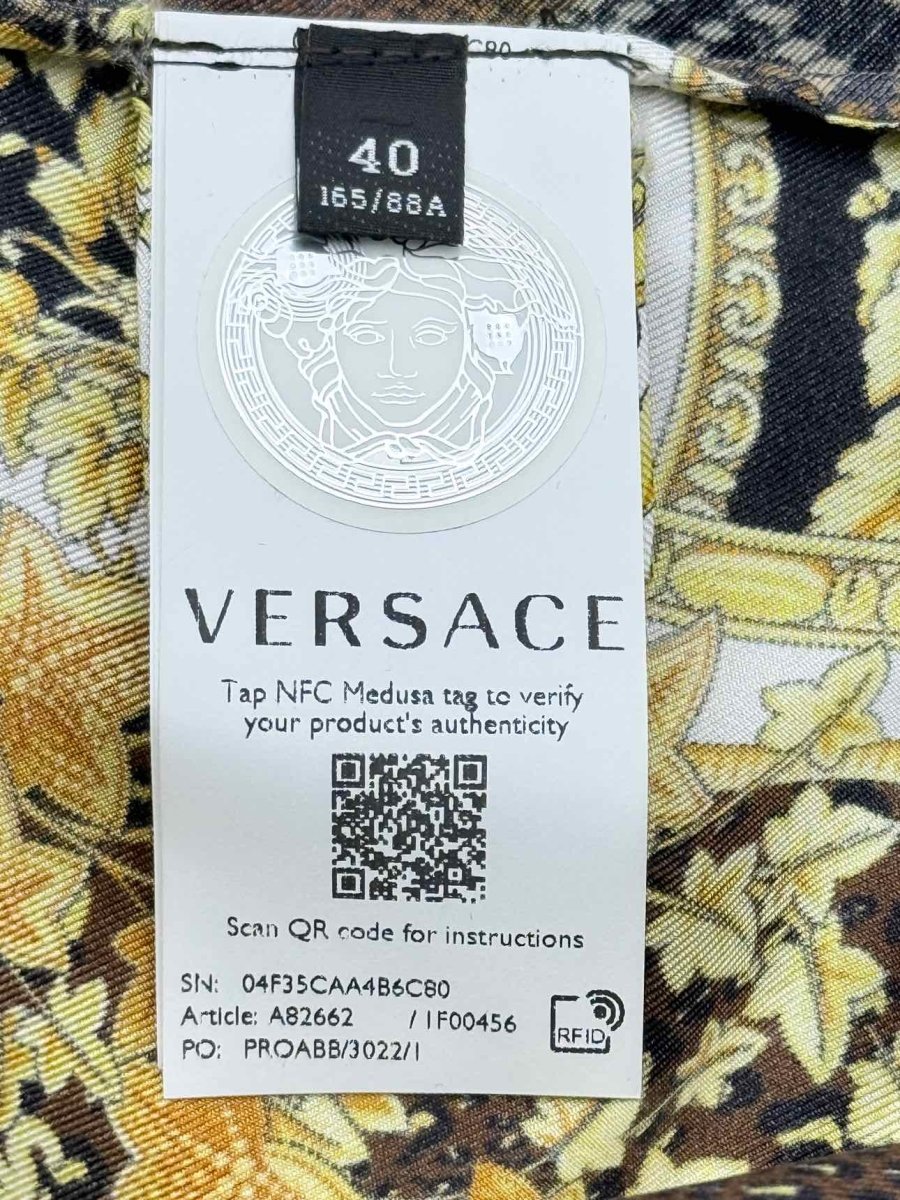 C80
40
165/88A
VERSACE
Tap NFC Medusa tag to verify
your product's authenticity
Scan QR code for instructions
SN: 04F35CAA4B6C80
Article: A82662 / 1F00456
PO: PROABB/3022/1
RFID